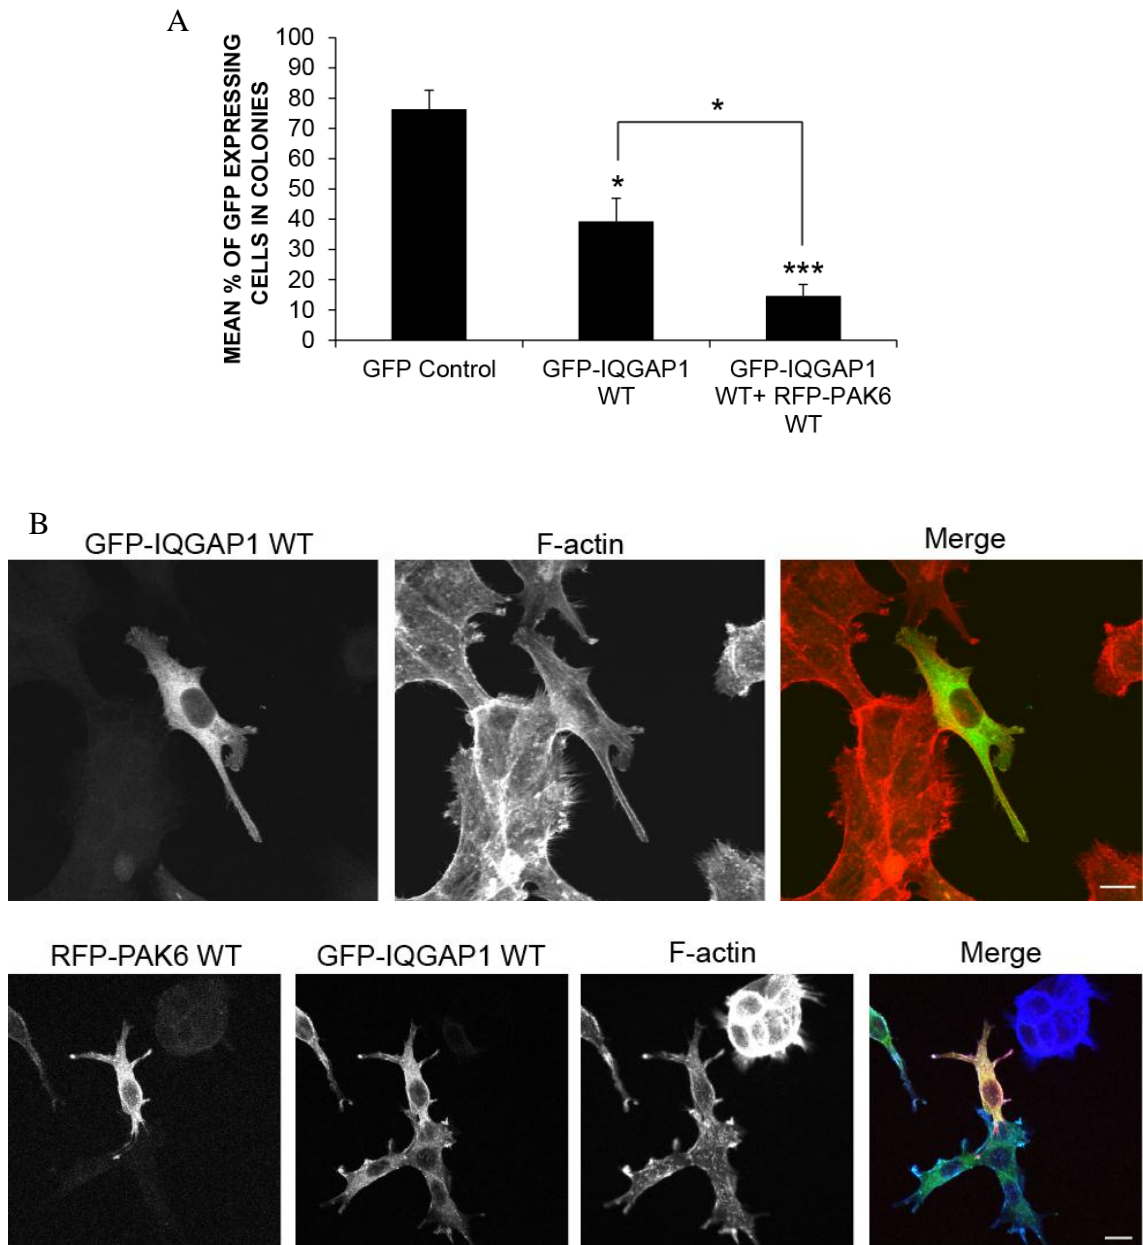 A
MEAN % OF GFP EXPRESSING
CELLS IN COLONIES
100
90
80
70
60
50
40
30
20
10
0
*
*
***
GFP Control
GFP-IQGAP1
WT
GFP-IQGAP1
WT+ RFP-PAK6
WT
B
GFP-IQGAP1 WT
F-actin
Merge
RFP-PAK6 WT
GFP-IQGAP1 WT
F-actin
Merge